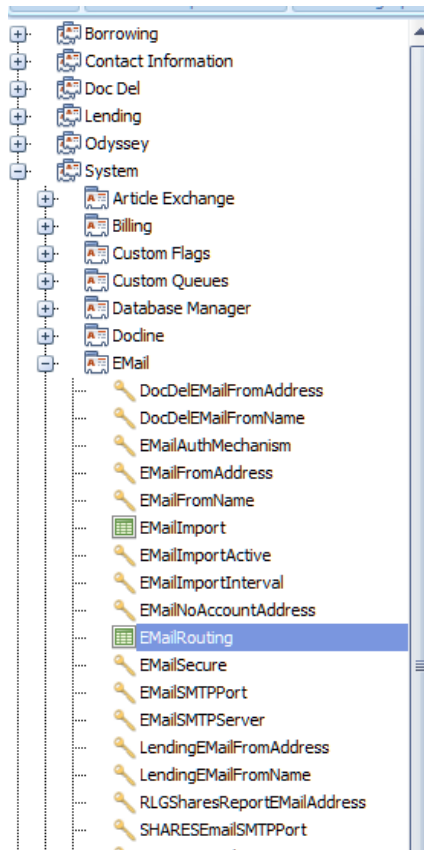 Borrowing
Contact Information
Doc Del
Lending
Odyssey
System
Article Exchange
Billing
Custom Flags
Custom Queues
Database Manager
Docline
EMail
DocDelEMailFromAddress
DocDelEMailFromName
EMailAuthMechanism
EMailFromAddress
EMailFromName
EMailImport
EMailImportActive
EMailImportInterval
EMailNoAccountAddress
EMailRouting
EMailSecure
EMailSMTPPort
EMailSMTPServer
LendingEMailFromAddress
LendingEMailFromName
RLGSharesReportEMailAddress
SHARESEmailSMTPPort